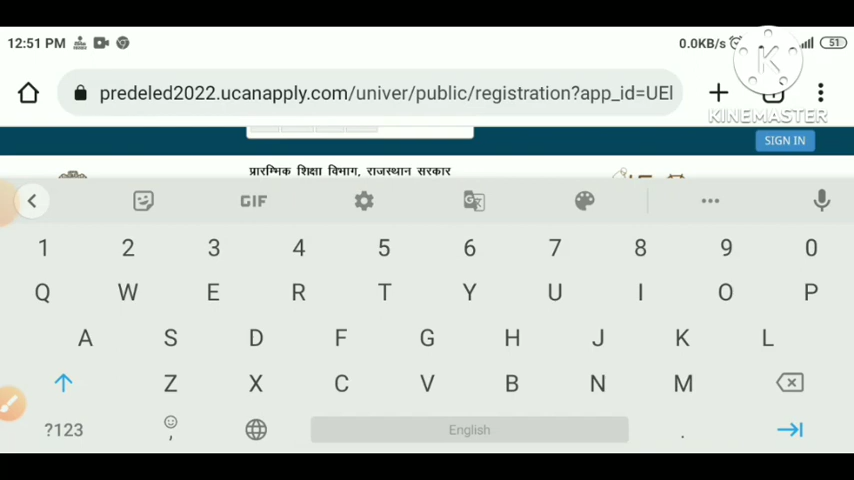 12:51 PM
0.0KB/s
51
predeled2022.ucanapply.com/univer/public/registration?app_id=UEI
KINEMASTER
SIGN IN
प्रारम्भिक शिक्षा विभाग, राजस्थान सरकार
GIF
1 2 3 4 5 6 7 8 9 0
Q W E R T Y U I O P
A S D F G H J K L
Z X C V B N M
?123 , English .